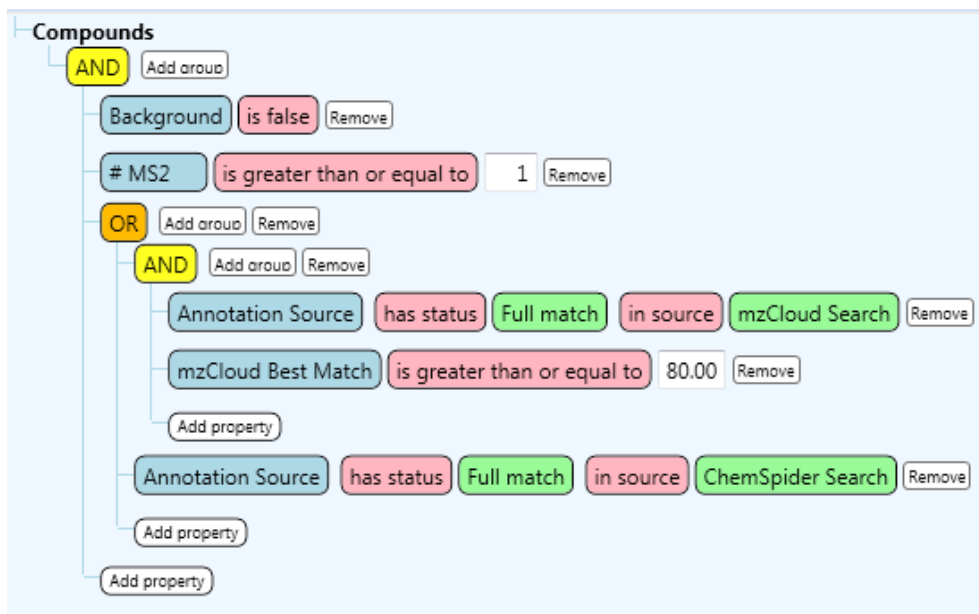 Compounds
AND Add group
Background is false Remove
# MS2 is greater than or equal to 1 Remove
OR Add group Remove
AND Add group Remove
Annotation Source has status Full match in source mzCloud Search Remove
mzCloud Best Match is greater than or equal to 80.00 Remove
Add property
Annotation Source has status Full match in source ChemSpider Search Remove
Add property
Add property